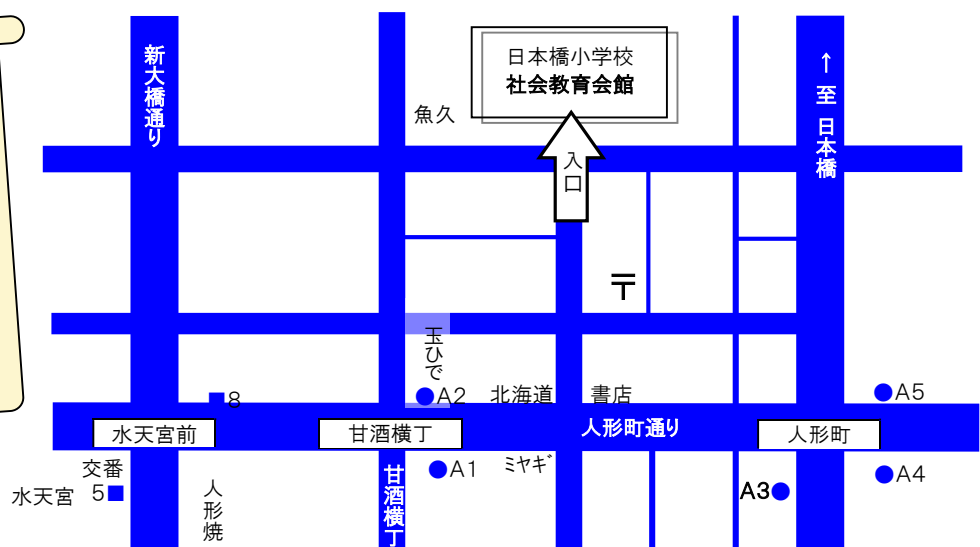 新大橋通り
日本橋小学校
社会教育会館
↑至 日本橋
魚久
入口
〒
玉ひで
8
A2
北海道
書店
A5
水天宮前
甘酒横丁
人形町通り
人形町
交番
水天宮
5
人形焼
甘酒横丁
A1
ミヤギ
A3
A4